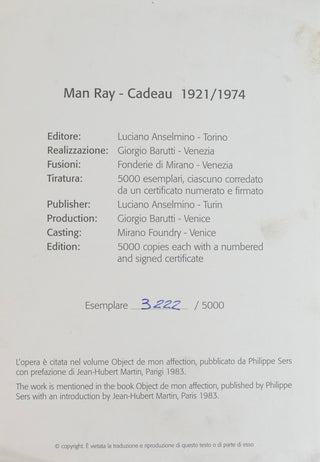 Man Ray - Cadeau 1921/1974
Editore: Luciano Anselmino - Torino
Realizzazione: Giorgio Barutti - Venezia
Fusioni: Fonderie di Mirano - Venezia
Tiratura: 5000 esemplari, ciascuno corredato
da un certificato numerato e firmato
Publisher: Luciano Anselmino - Turin
Production: Giorgio Barutti - Venice
Casting: Mirano Foundry - Venice
Edition: 5000 copies each with a numbered
and signed certificate
Esemplare 3222 / 5000
L'opera è citata nel volume Object de mon affection, pubblicato da Philippe Sers
con prefazione di Jean-Hubert Martin, Parigi 1983.
The work is mentioned in the book Object de mon affection, published by Philippe
Sers with an introduction by Jean-Hubert Martin, Paris 1983.
© copyright. È vietata la traduzione e riproduzione di questo testo o di parte di esso